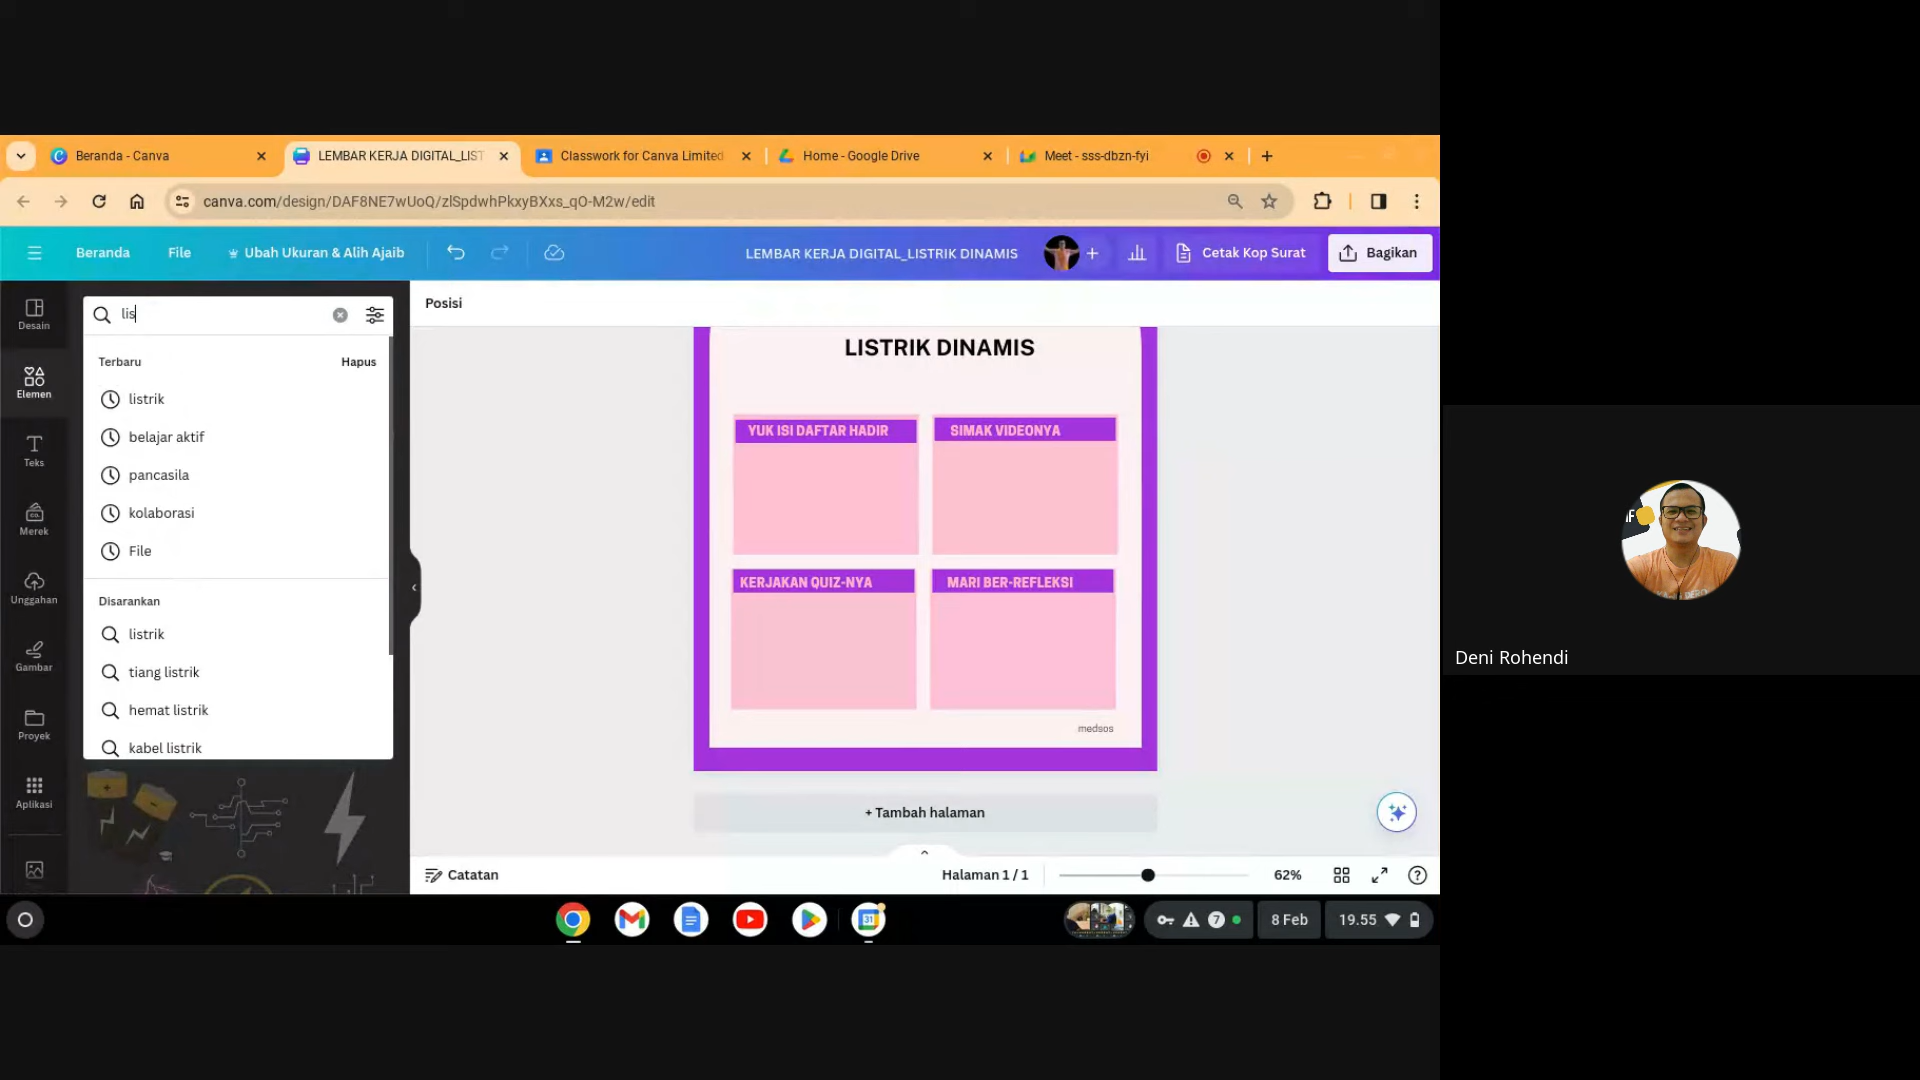 Beranda - Canva
LEMBAR KERJA DIGITAL_LIST
Classwork for Canva Limited
Home - Google Drive
Meet - sss-dbzn-fyi
canva.com/design/DAF8NE7wUoQ/zlSpdwhPkxyBXxs_qO-M2w/edit
Beranda
File
Ubah Ukuran & Alih Ajaib
LEMBAR KERJA DIGITAL_LISTRIK DINAMIS
Cetak Kop Surat
Bagikan
Desain
Elemen
Teks
Merek
Unggahan
Gambar
Proyek
Aplikasi
lis
Terbaru
Hapus
listrik
belajar aktif
pancasila
kolaborasi
File
Disarankan
listrik
tiang listrik
hemat listrik
kabel listrik
Posisi
LISTRIK DINAMIS
YUK ISI DAFTAR HADIR
SIMAK VIDEONYA
KERJAKAN QUIZ-NYA
MARI BER-REFLEKSI
medsos
+ Tambah halaman
Catatan
Halaman 1 / 1
62%
31
7
8 Feb
19.55
Deni Rohendi